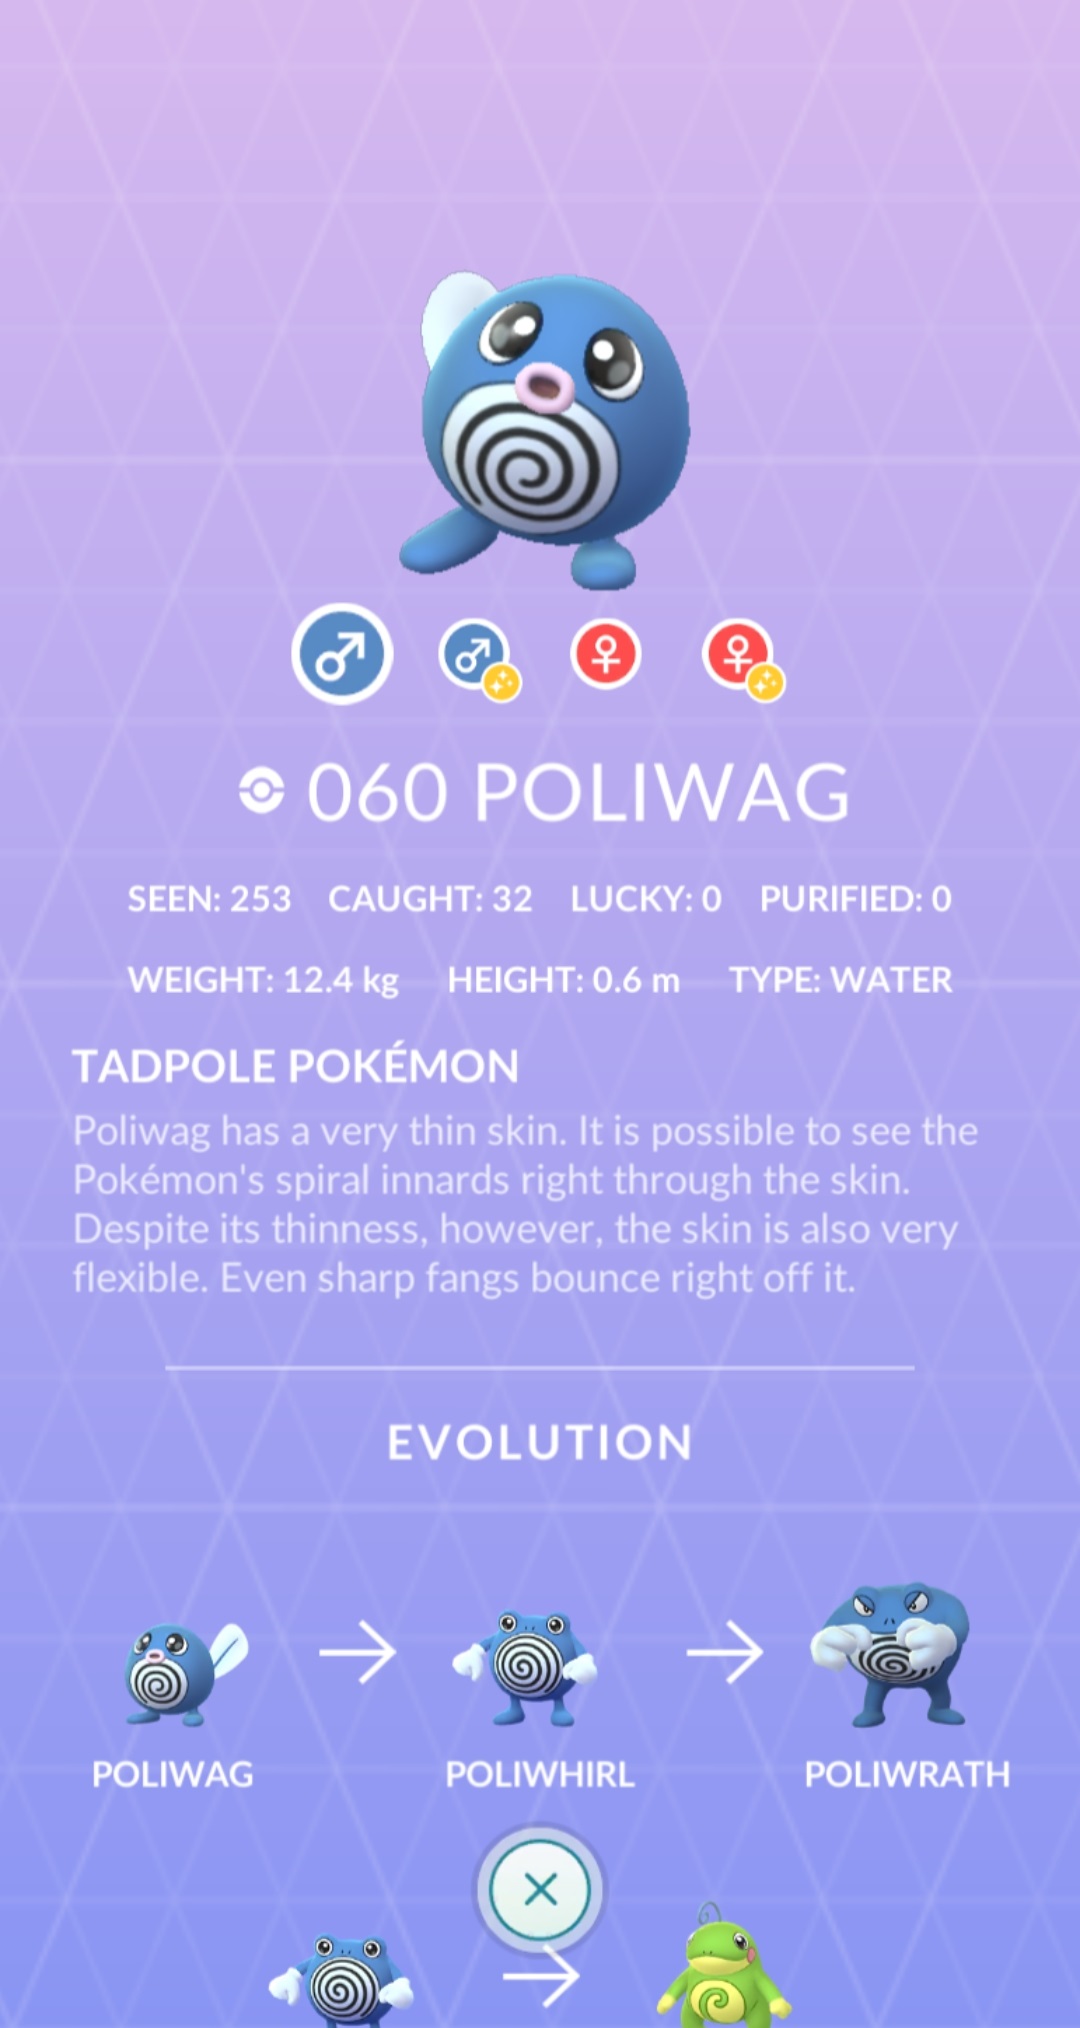 060 POLIWAG
SEEN: 253 CAUGHT: 32 LUCKY: 0 PURIFIED: 0
WEIGHT: 12.4 kg HEIGHT: 0.6 m TYPE: WATER
TADPOLE POKÉMON
Poliwag has a very thin skin. It is possible to see the
Pokémon's spiral innards right through the skin.
Despite its thinness, however, the skin is also very
flexible. Even sharp fangs bounce right off it.
EVOLUTION
POLIWAG POLIWHIRL POLIWRATH